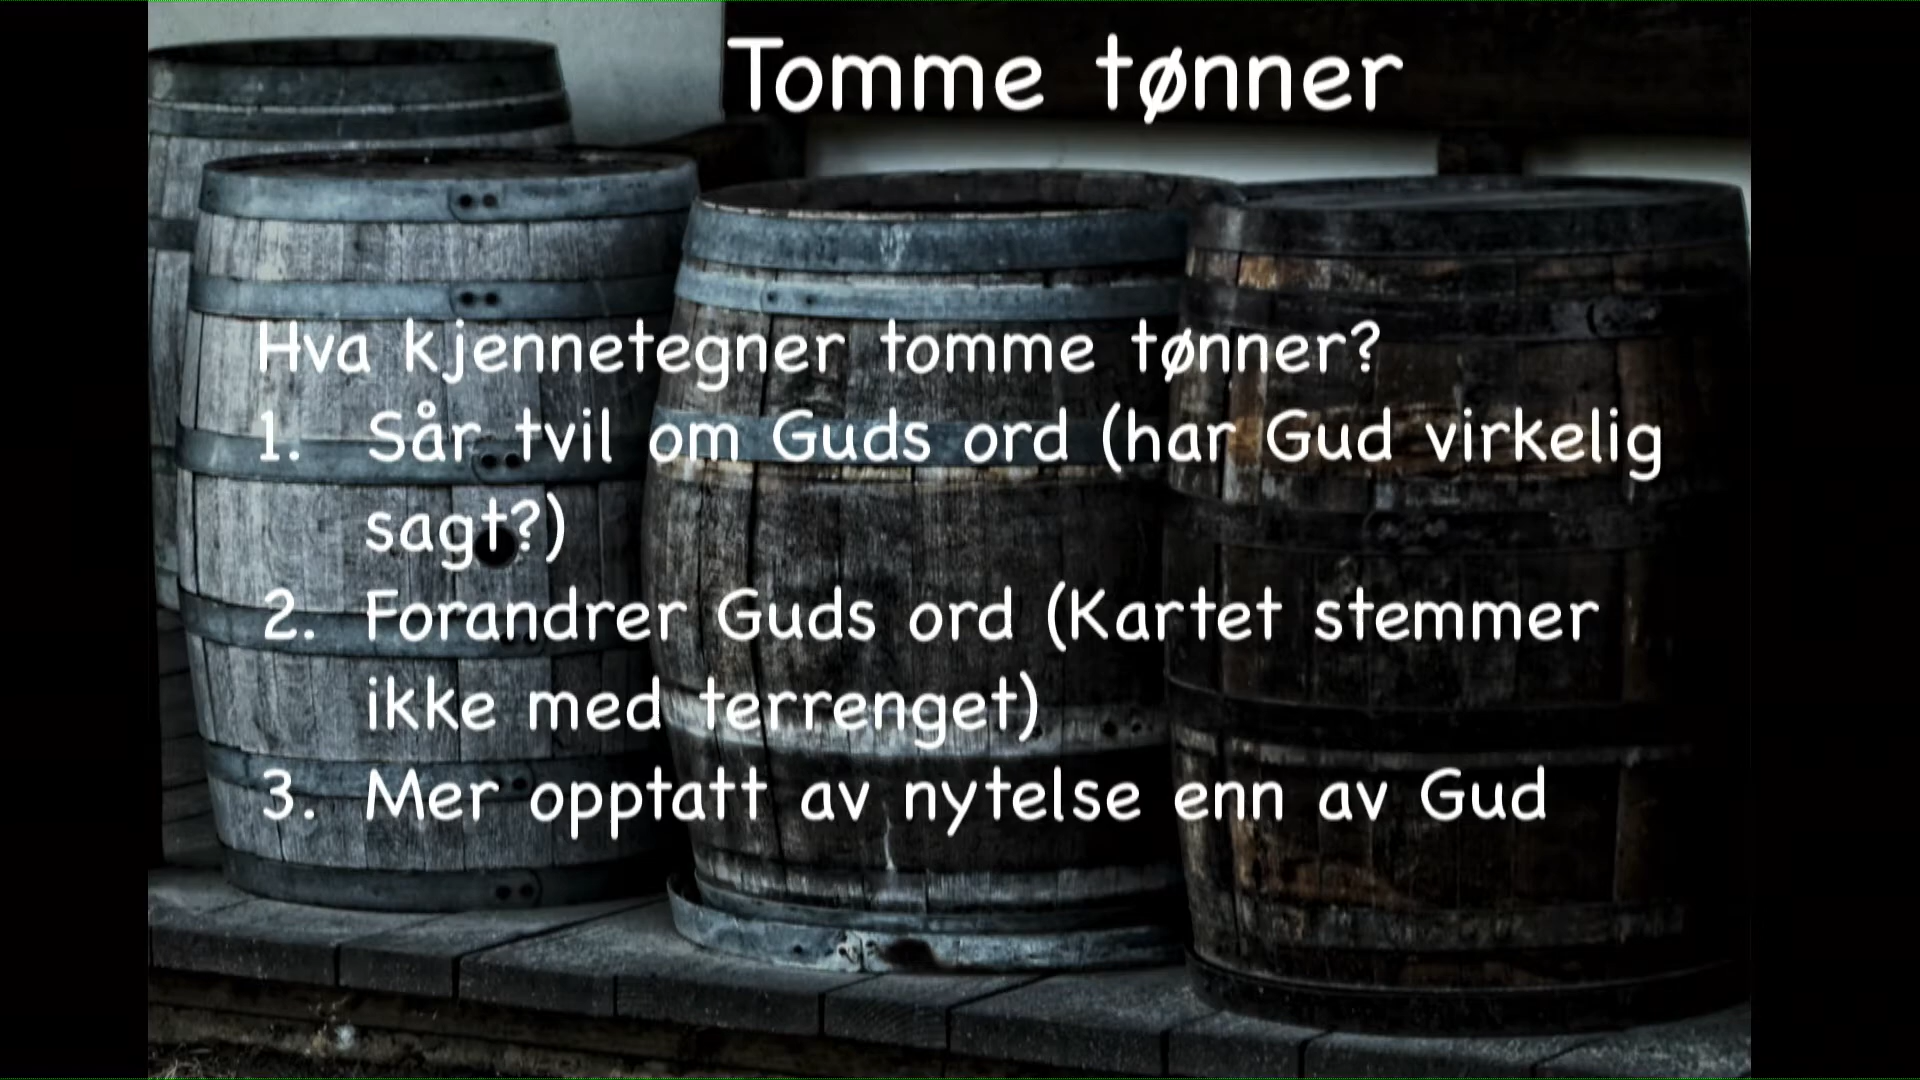 Tomme tønner
Hva kjennetegner tomme tønner?
1. Sår tvil om Guds ord (har Gud virkelig
sagt?)
2. Forandrer Guds ord (Kartet stemmer
ikke med terrenget)
3. Mer opptatt av nytelse enn av Gud